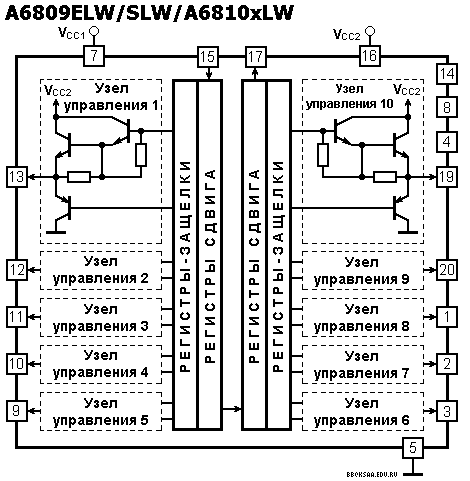 A6809ELW/SLW/A6810xLW
VCC1
VCC2
7
15
17
16
14
8
4
Узел
управления 1
VCC2
Узел
управления 10
VCC2
13
19
РЕГИСТРЫ-ЗАЩЕЛКИ
РЕГИСТРЫ СДВИГА
РЕГИСТРЫ СДВИГА
РЕГИСТРЫ-ЗАЩЕЛКИ
12
Узел
управления 2
Узел
управления 9
20
11
Узел
управления 3
Узел
управления 8
1
10
Узел
управления 4
Узел
управления 7
2
9
Узел
управления 5
Узел
управления 6
3
5
BBCKSAA.EDU.RU